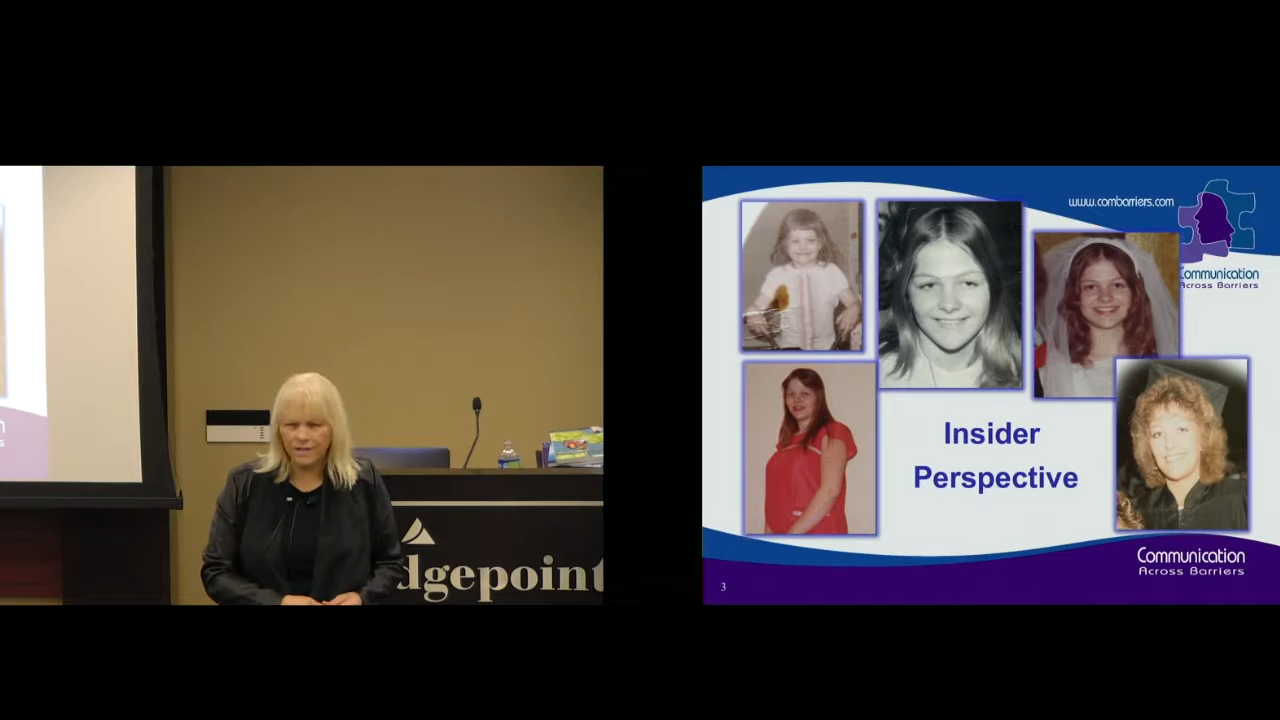 dgepoint
www.combarriers.com
Communication
Across Barriers
Insider
Perspective
Communication
Across Barriers
3